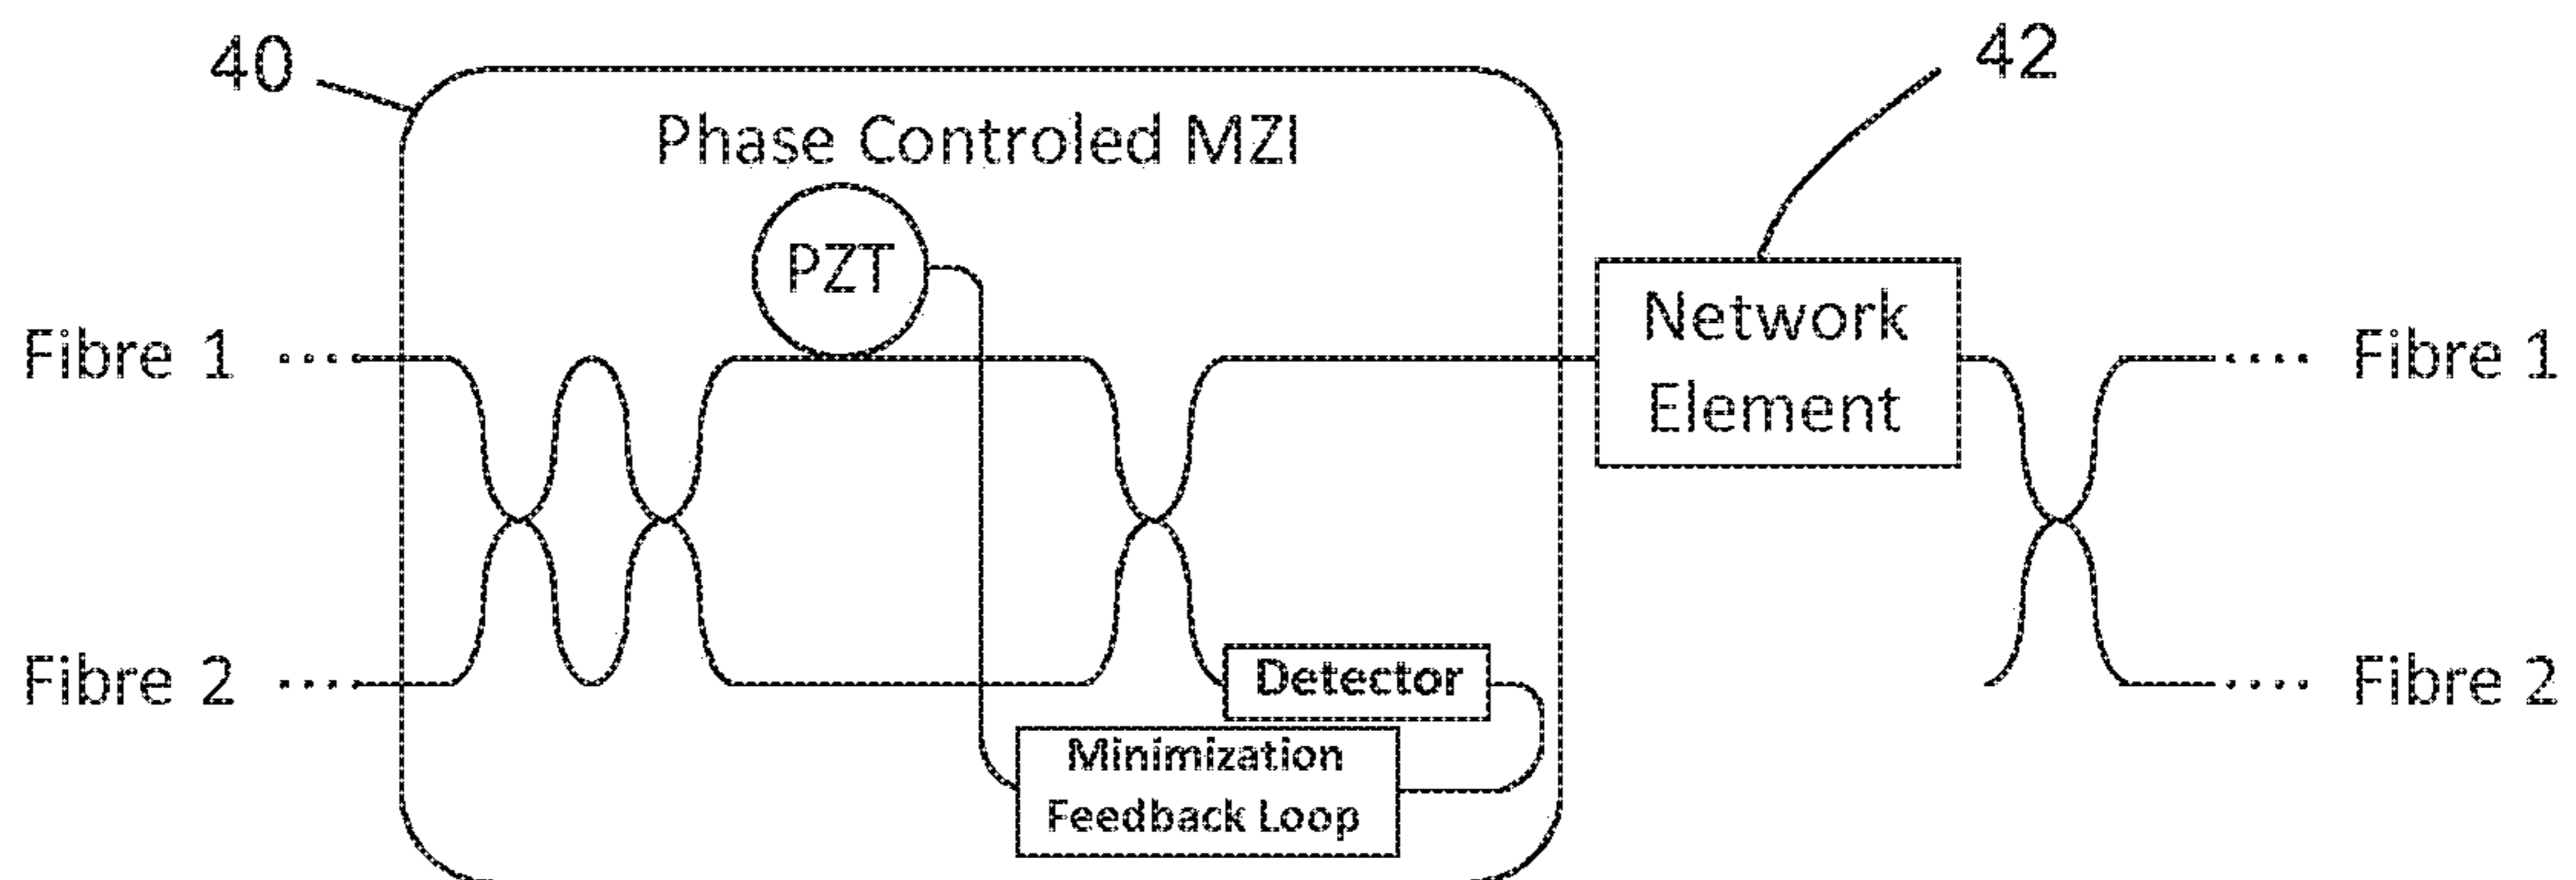 40
42
Phase Controled MZI
PZT
Network
Element
Fibre 1
Fibre 1
Fibre 2
Detector
Fibre 2
Minimization
Feedback Loop